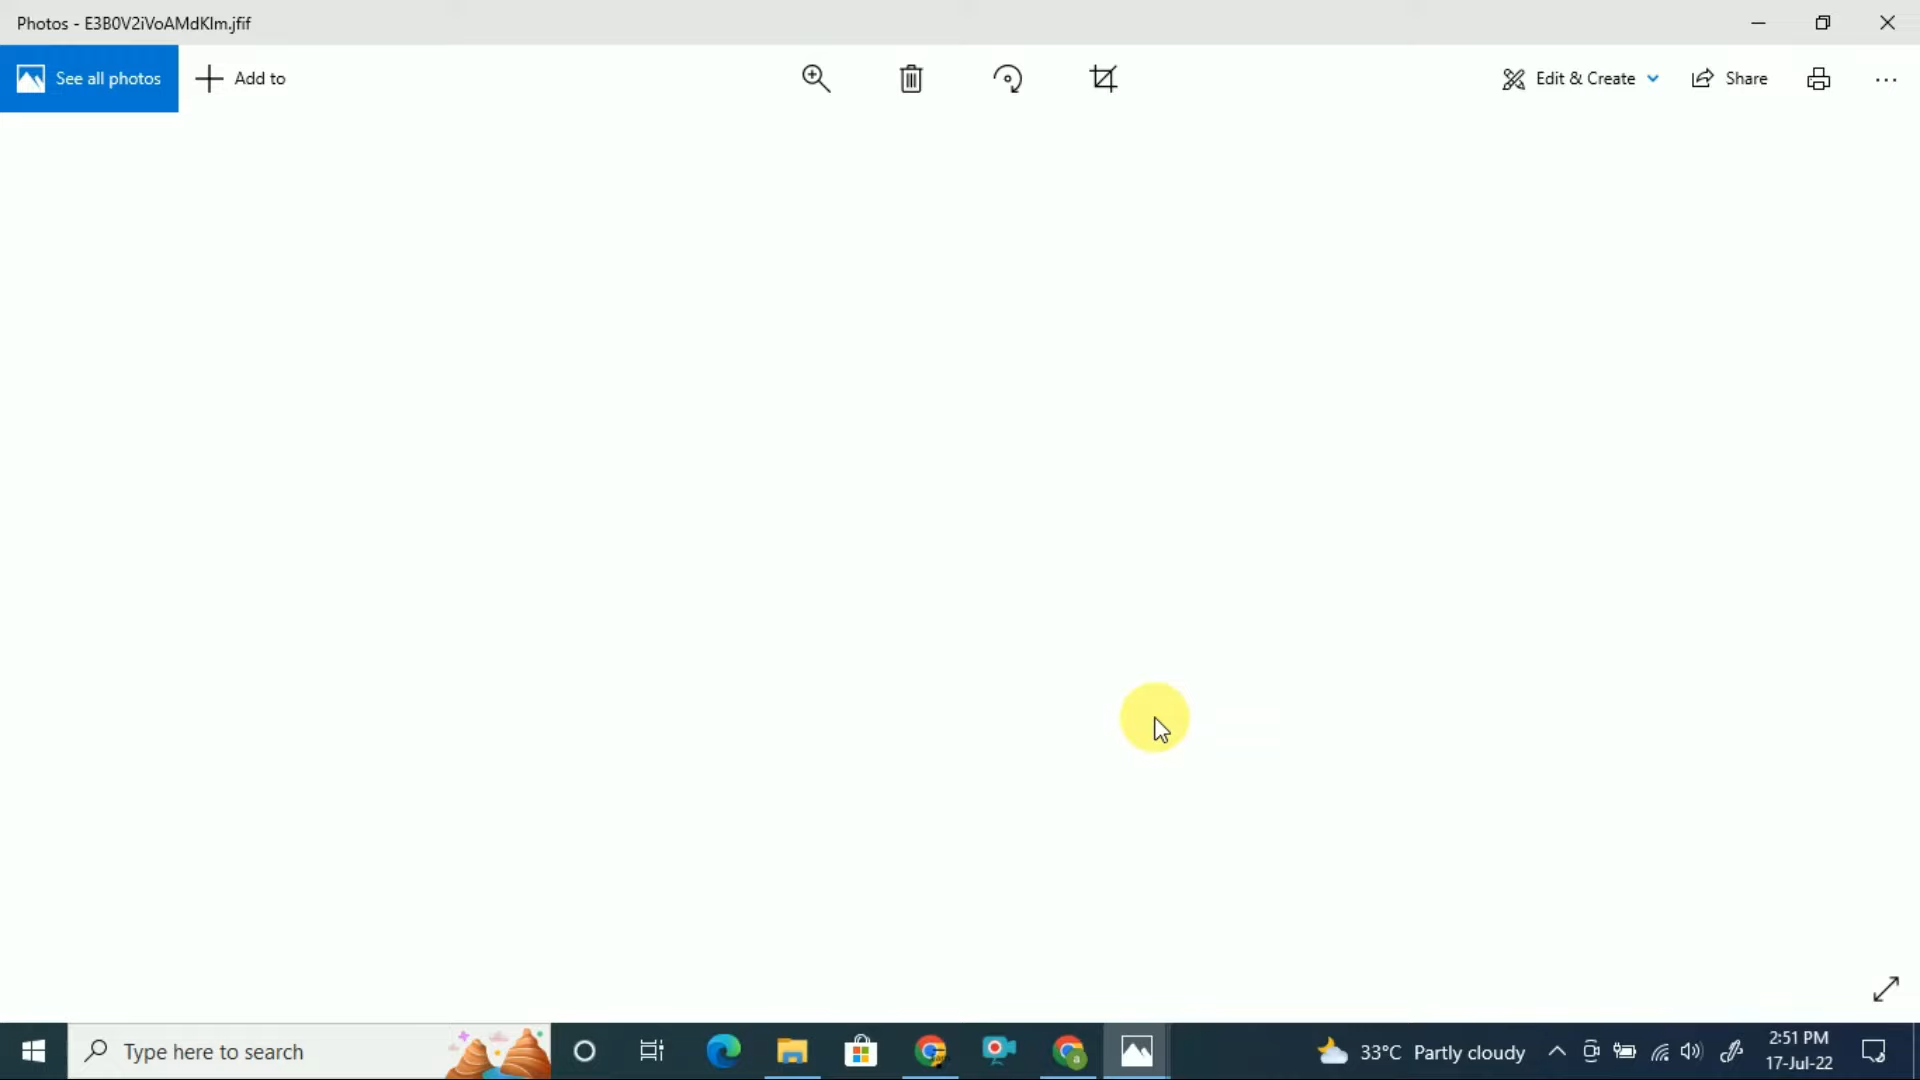 Photos - E3B0V2iVoAMdKIm.jfif
See all photos
Add to
Edit & Create
Share
Type here to search
33°C Partly cloudy
2:51 PM
17-Jul-22